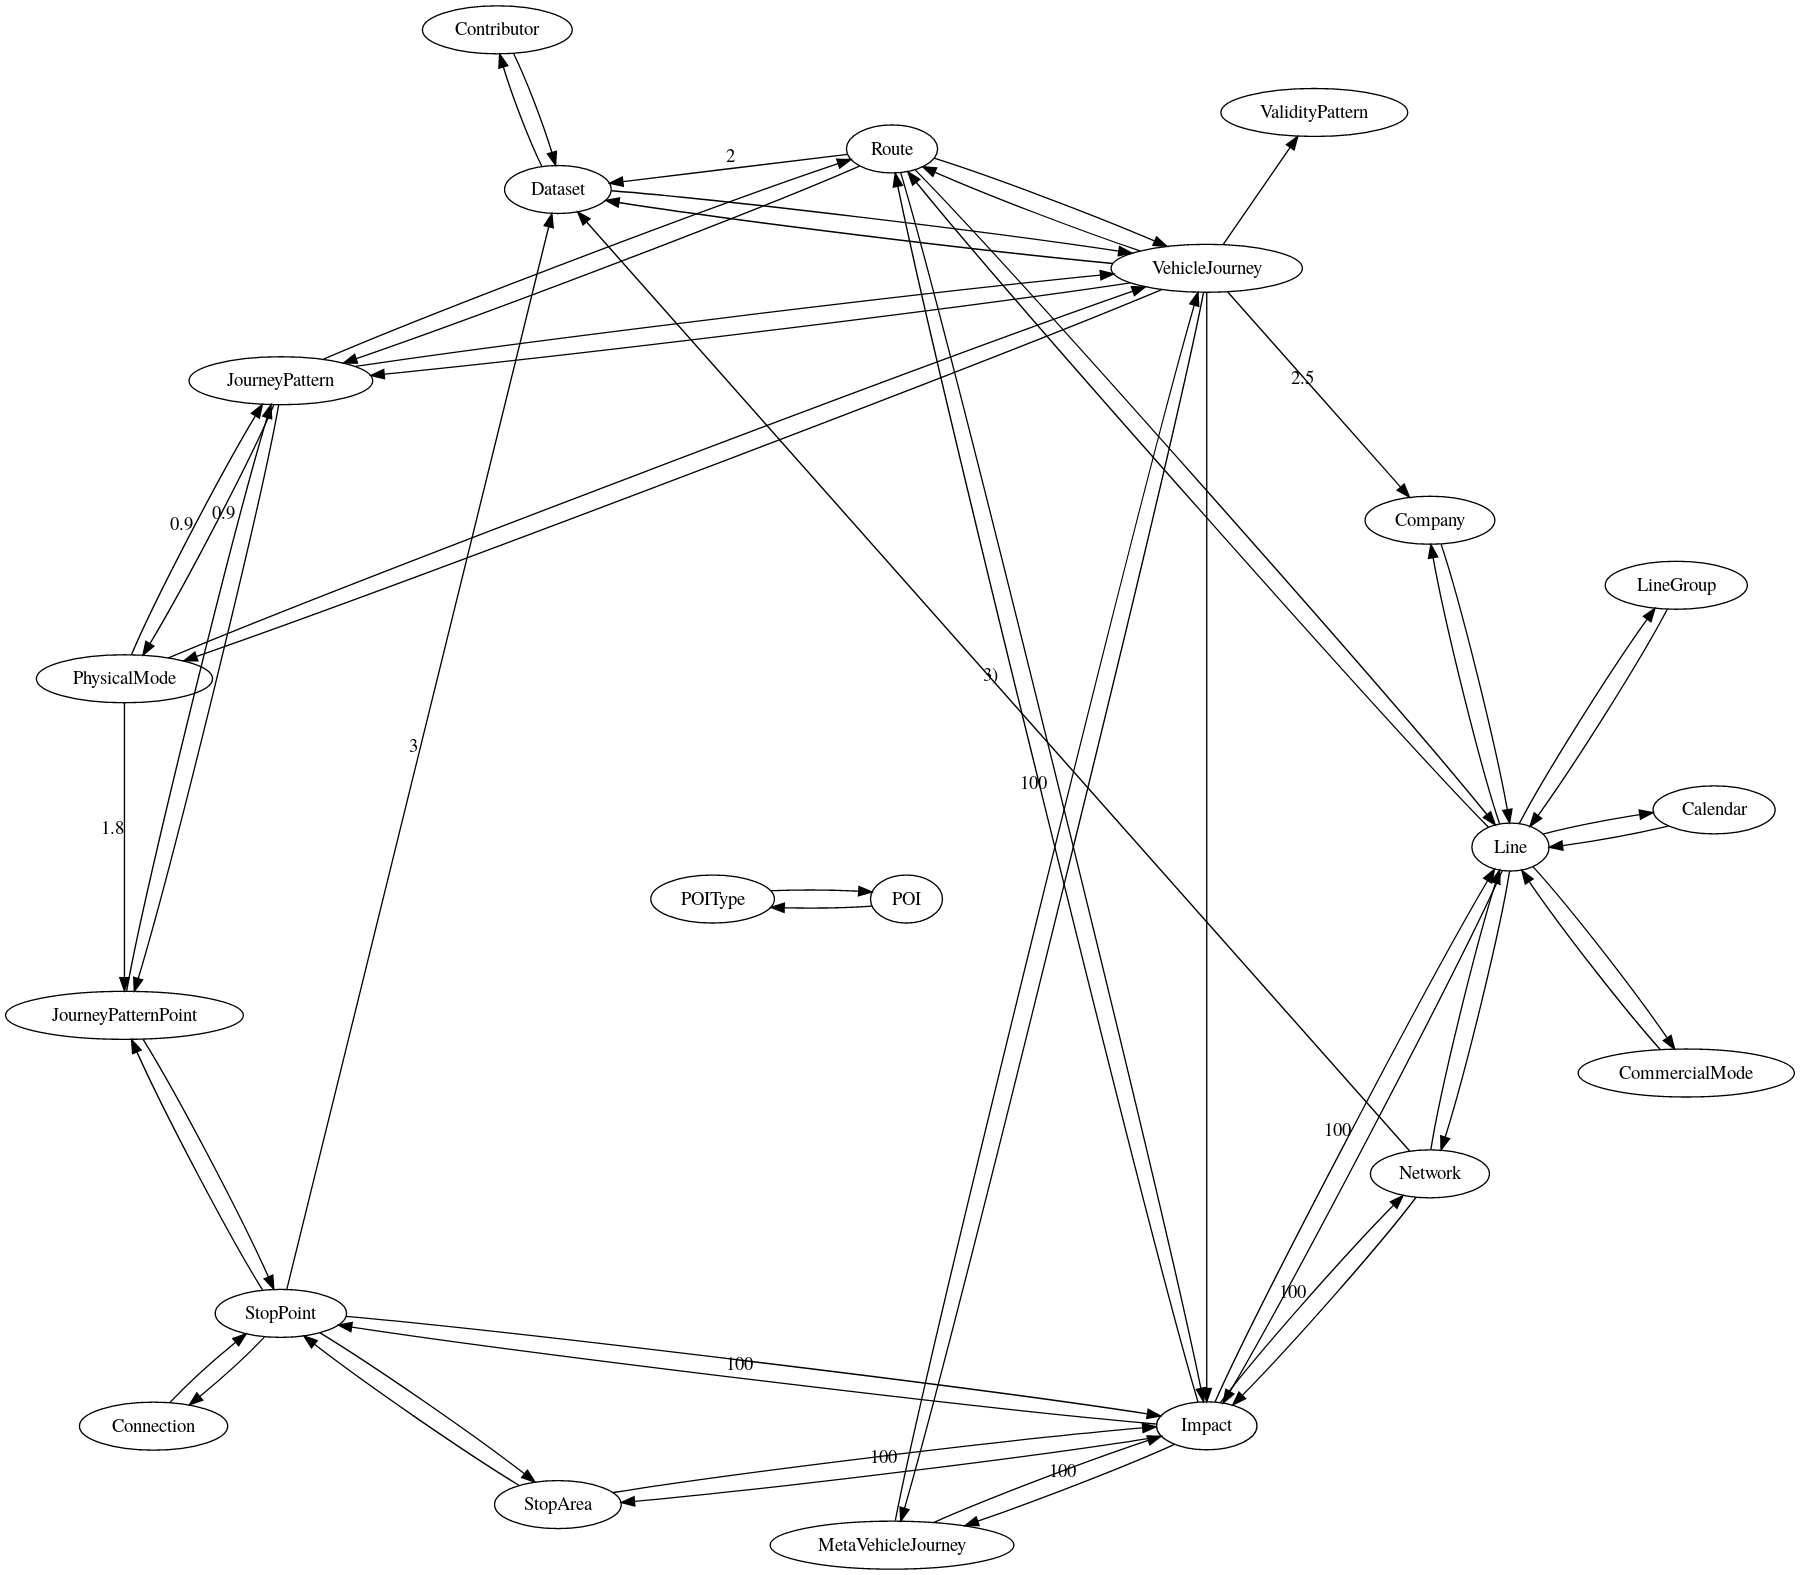 Contributor
ValidityPattern
Route
2
Dataset
VehicleJourney
2.5
JourneyPattern
0.9
0.9
Company
LineGroup
3)
PhysicalMode
3
100
Calendar
1.8
Line
POIType
POI
JourneyPatternPoint
CommercialMode
100
Network
100
StopPoint
100
Connection
Impact
100
100
StopArea
MetaVehicleJourney